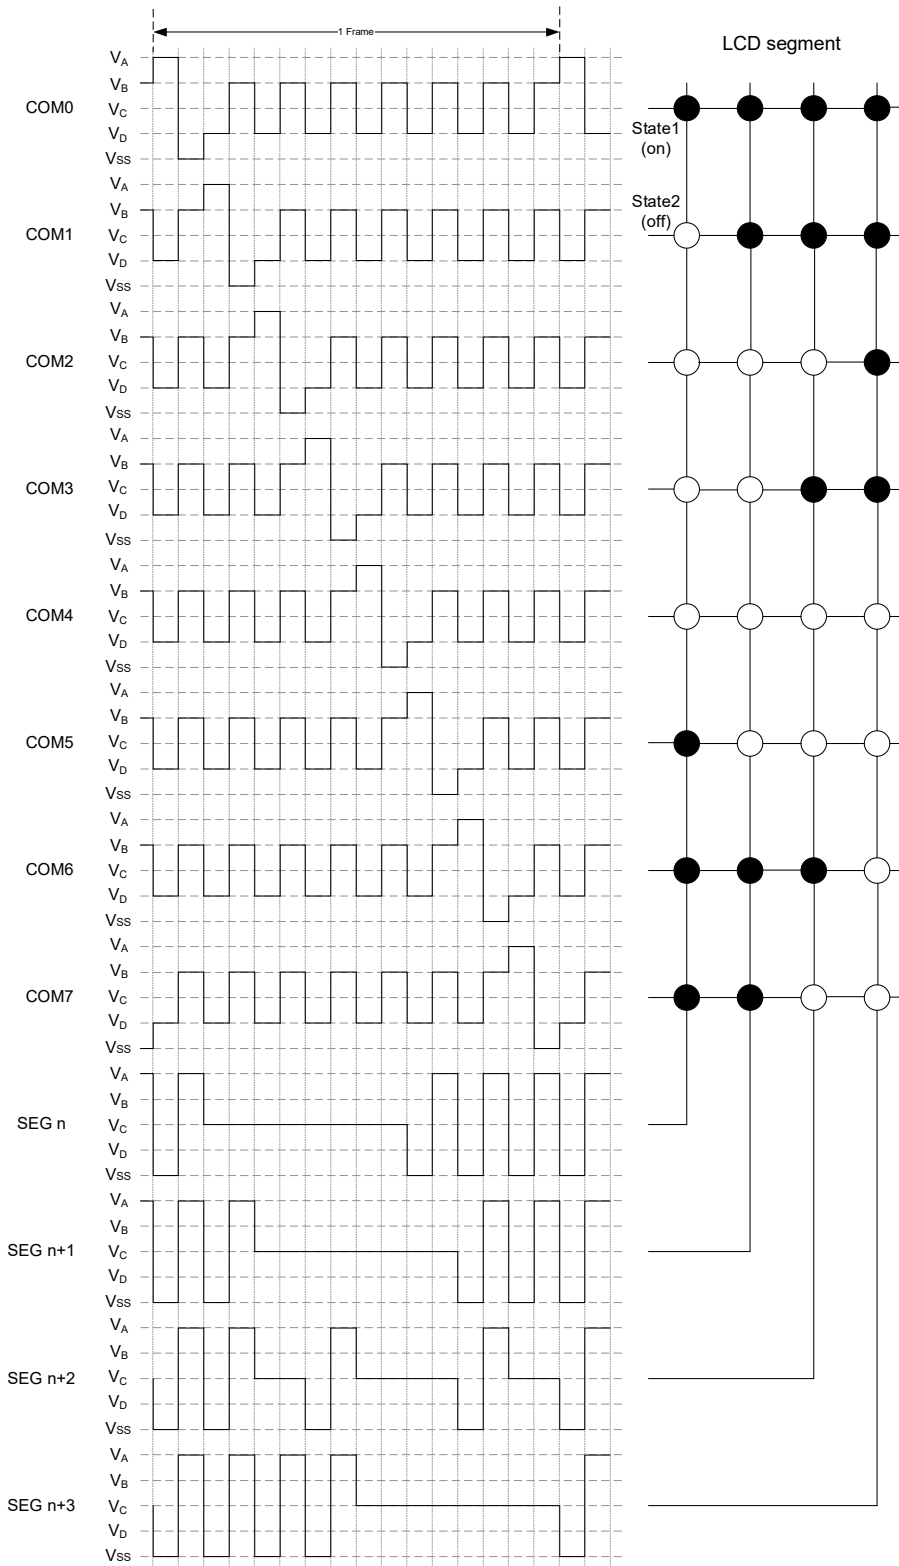 1 Frame
LCD segment
COM0
VA
VB
VC
VD
VSS
State1
(on)
COM1
VA
VB
VC
VD
VSS
State2
(off)
COM2
VA
VB
VC
VD
VSS
COM3
VA
VB
VC
VD
VSS
COM4
VA
VB
VC
VD
VSS
COM5
VA
VB
VC
VD
VSS
COM6
VA
VB
VC
VD
VSS
COM7
VA
VB
VC
VD
VSS
SEG n
VA
VB
VC
VD
VSS
SEG n+1
VA
VB
VC
VD
VSS
SEG n+2
VA
VB
VC
VD
VSS
SEG n+3
VA
VB
VC
VD
VSS